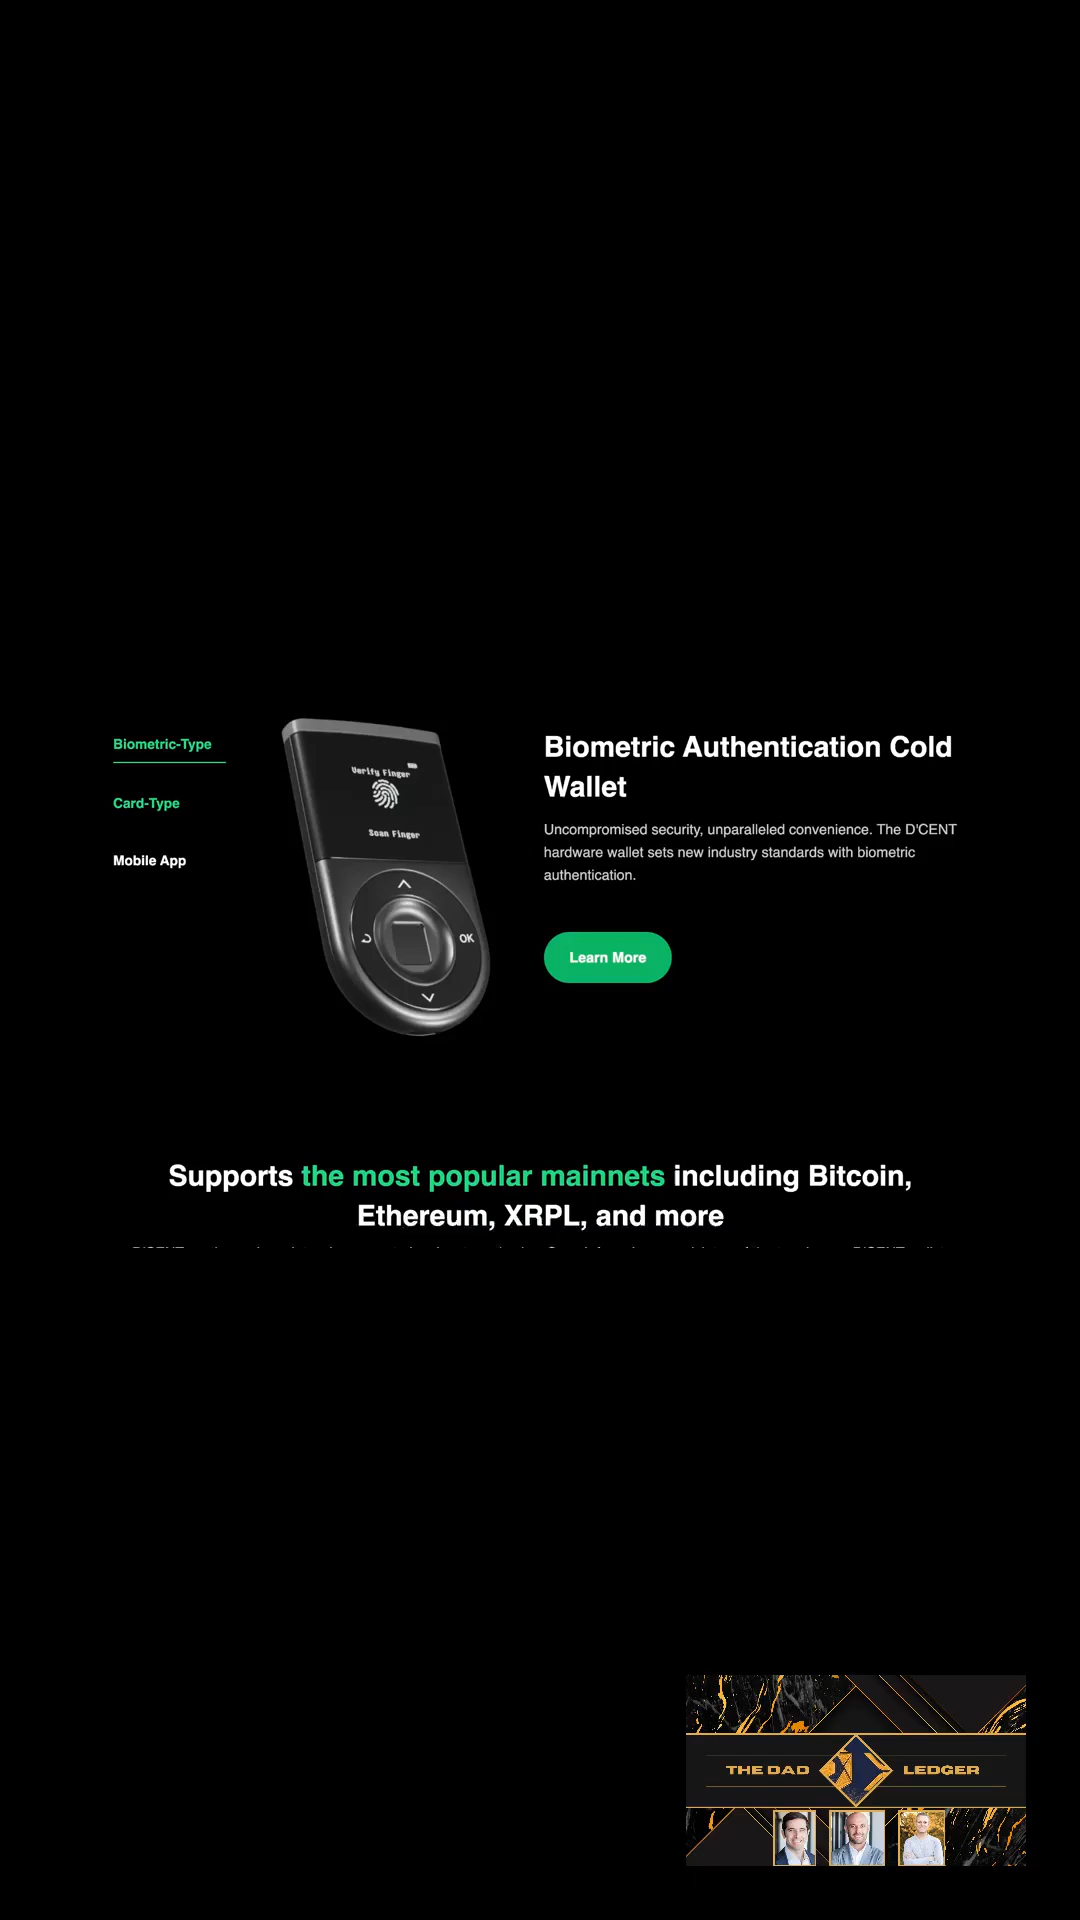 Biometric-Type
Card-Type
Mobile App
Verify Finger
Scan Finger
OK
Biometric Authentication Cold
Wallet
Uncompromised security, unparalleled convenience. The D'CENT
hardware wallet sets new industry standards with biometric
authentication.
Learn More
Supports the most popular mainnets including Bitcoin,
Ethereum, XRPL, and more
THE DAD LEDGER